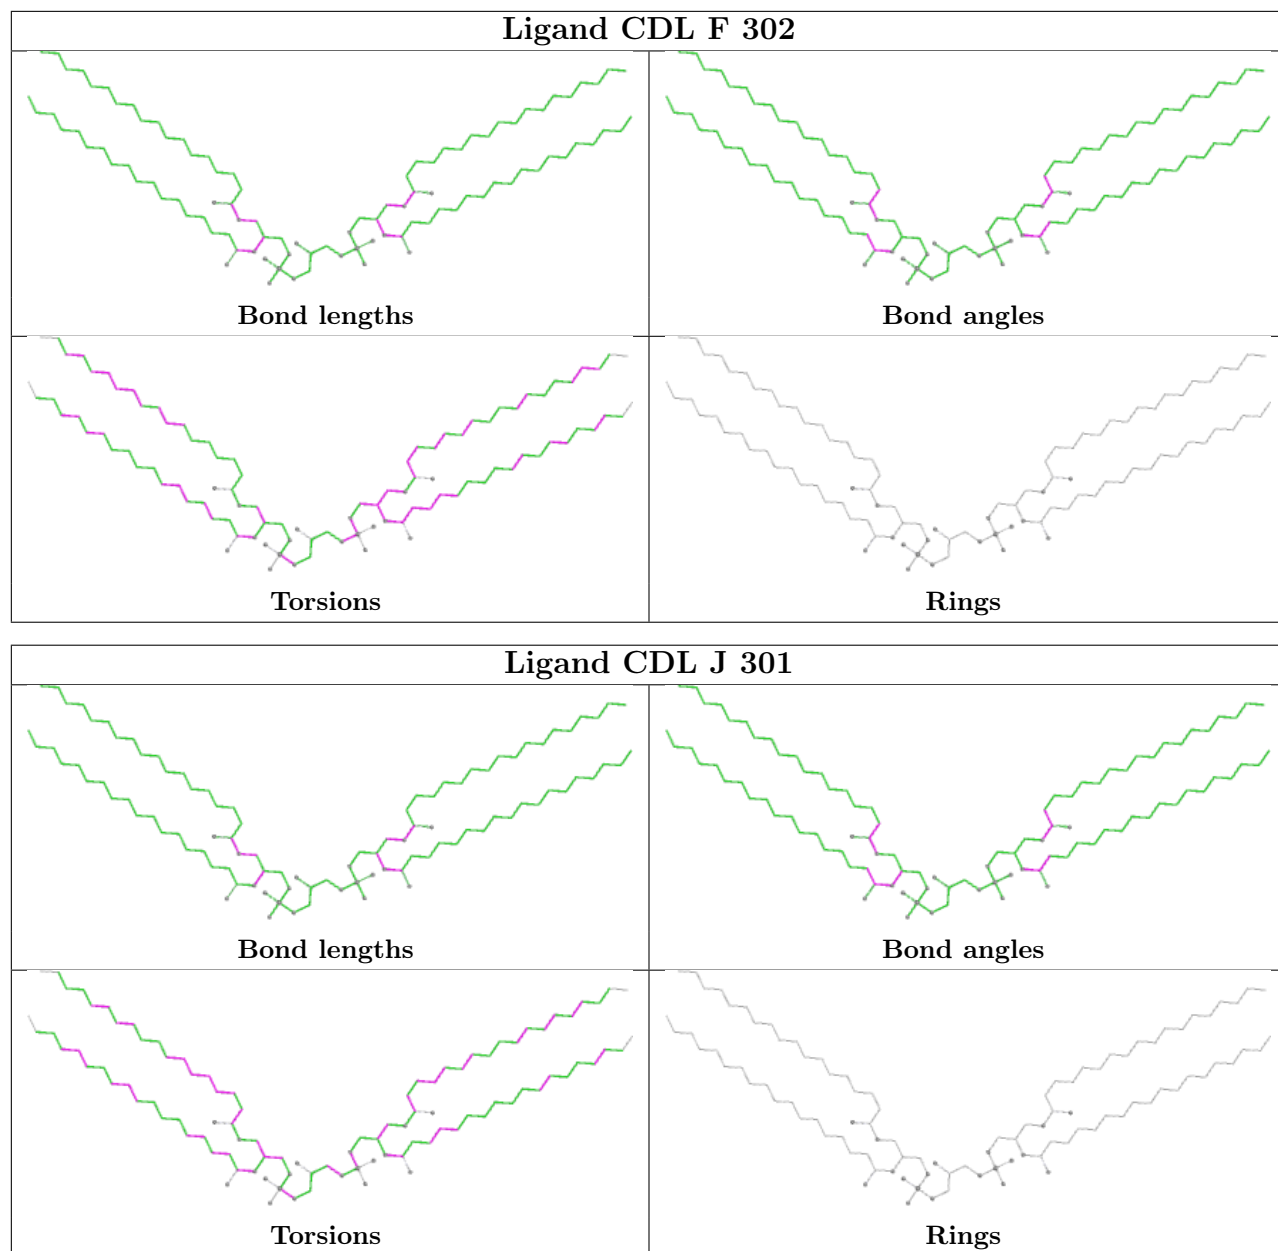 Ligand CDL F 302
Bond lengths
Bond angles
Torsions
Rings
Ligand CDL J 301
Bond lengths
Bond angles
Torsions
Rings